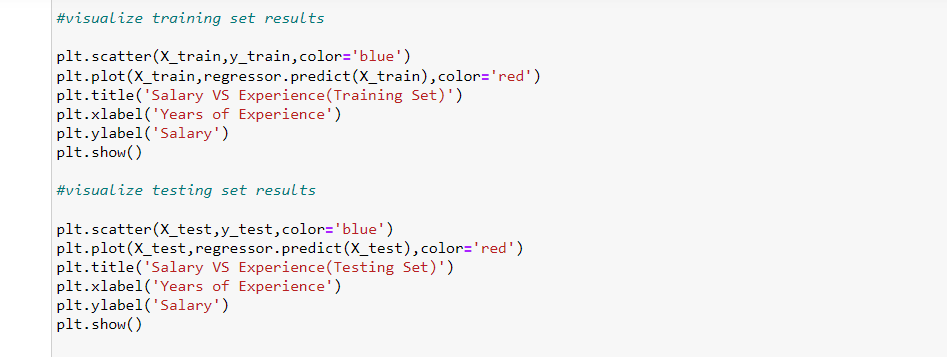 #visualize training set results
plt.scatter(X_train,y_train,color='blue')
plt.plot(X_train,regressor.predict(X_train),color='red')
plt.title('Salary VS Experience(Training Set)')
plt.xlabel('Years of Experience')
plt.ylabel('Salary')
plt.show()
#visualize testing set results
plt.scatter(X_test,y_test,color='blue')
plt.plot(X_test,regressor.predict(X_test),color='red')
plt.title('Salary VS Experience(Testing Set)')
plt.xlabel('Years of Experience')
plt.ylabel('Salary')
plt.show()